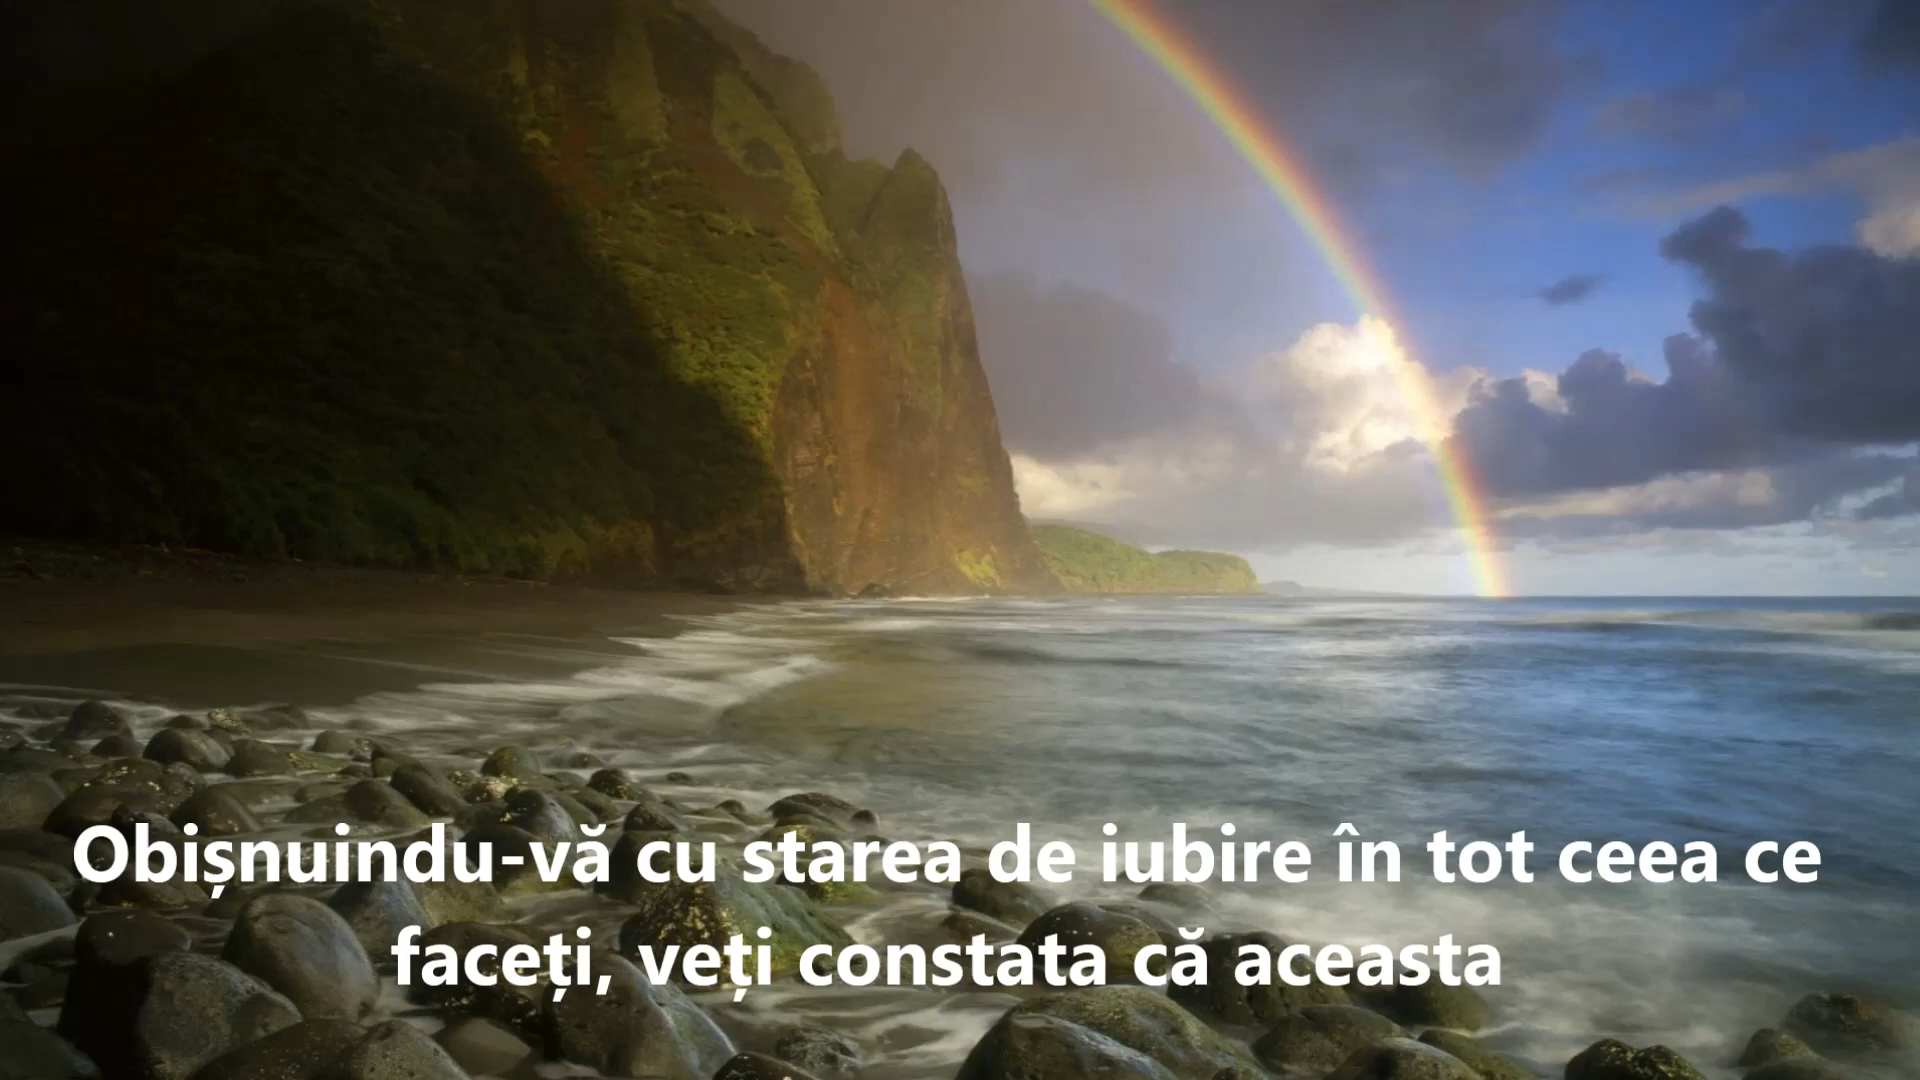 Obișnuindu-vă cu starea de iubire în tot ceea ce
faceți, veți constata că aceasta